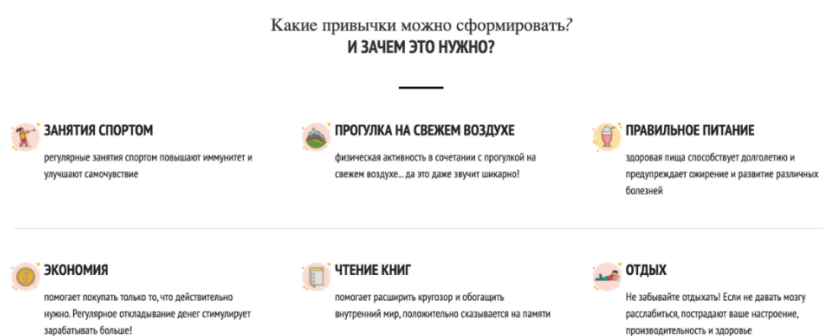 Какие привычки можно сформировать?
И ЗАЧЕМ ЭТО НУЖНО?
ЗАНЯТИЯ СПОРТОМ
регулярные занятия спортом повышают иммунитет и
улучшают самочувствие
ПРОГУЛКА НА СВЕЖЕМ ВОЗДУХЕ
физическая активность в сочетании с прогулкой на
свежем воздухе... да это даже звучит шикарно!
ПРАВИЛЬНОЕ ПИТАНИЕ
здоровая пища способствует долголетию и
предупреждает ожирение и развитие различных
болезней
ЭКОНОМИЯ
помогает покупать только то, что действительно
нужно. Регулярное откладывание денег стимулирует
зарабатывать больше!
ЧТЕНИЕ КНИГ
помогает расширить кругозор и обогатить
внутренний мир, положительно сказывается на памяти
ОТДЫХ
Не забывайте отдыхать! Если не давать мозгу
расслабиться, пострадают ваше настроение,
производительность и здоровье